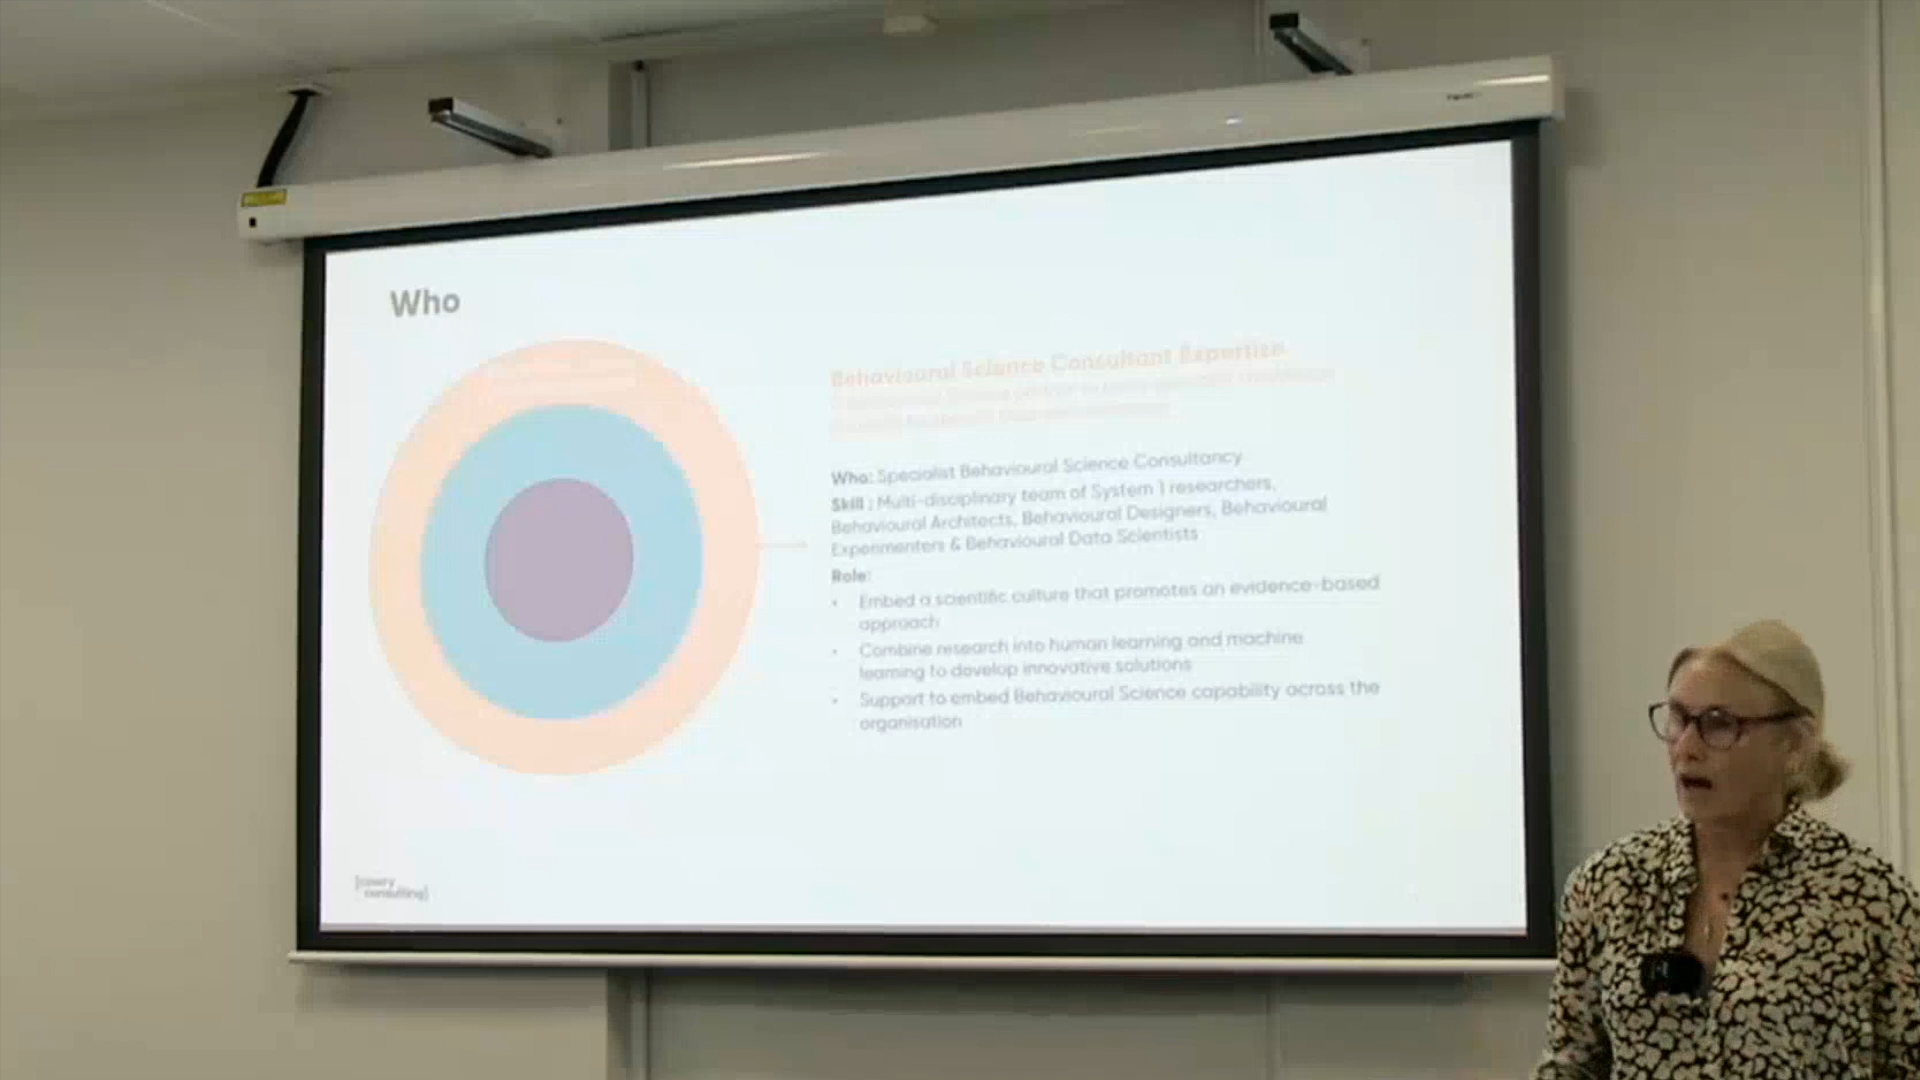 Who
Behavioural Science Consultant Expertise
Who: Specialist Behavioural Science Consultancy
Skill : Multi-disciplinary team of System 1 researchers,
Behavioural Architects, Behavioural Designers, Behavioural
Experimenters & Behavioural Data Scientists
Role:
• Embed a scientific culture that promotes an evidence-based
approach
• Combine research into human learning and machine
learning to develop innovative solutions
• Support to embed Behavioural Science capability across the
organisation
consulting]